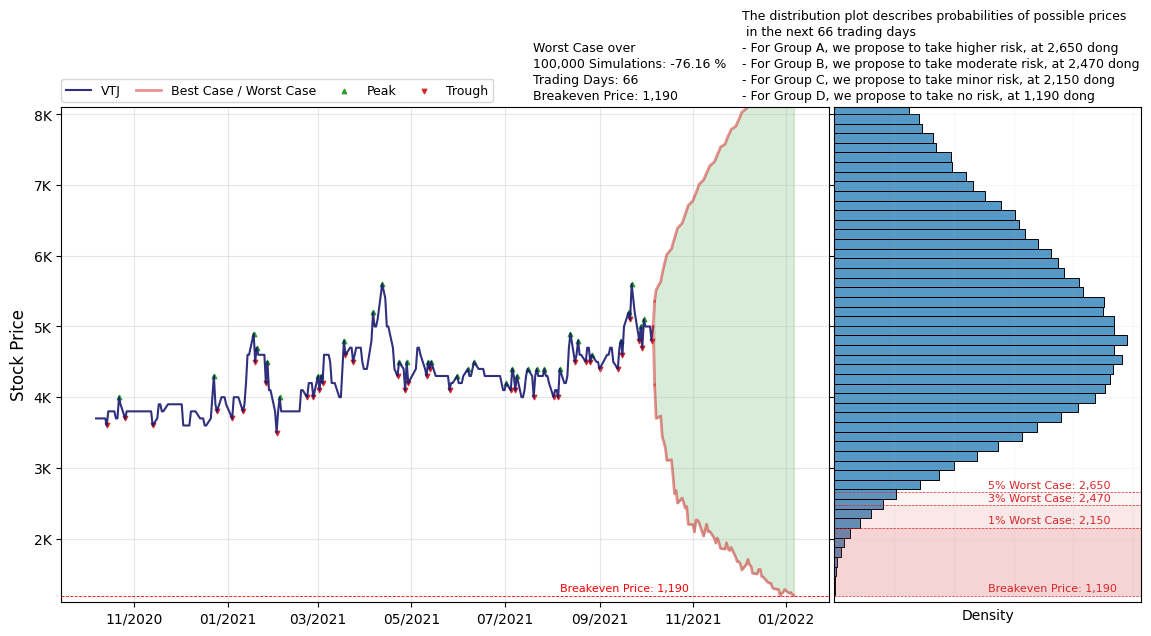 The distribution plot describes probabilities of possible prices
in the next 66 trading days
- For Group A, we propose to take higher risk, at 2,650 dong
- For Group B, we propose to take moderate risk, at 2,470 dong
- For Group C, we propose to take minor risk, at 2,150 dong
- For Group D, we propose to take no risk, at 1,190 dong
Worst Case over
100,000 Simulations: -76.16 %
Trading Days: 66
Breakeven Price: 1,190
VTJ
Best Case / Worst Case
Peak
Trough
Stock Price
8K
7K
6K
5K
4K
3K
2K
Breakeven Price: 1,190
11/2020
01/2021
03/2021
05/2021
07/2021
09/2021
11/2021
01/2022
5% Worst Case: 2,650
3% Worst Case: 2,470
1% Worst Case: 2,150
Breakeven Price: 1,190
Density